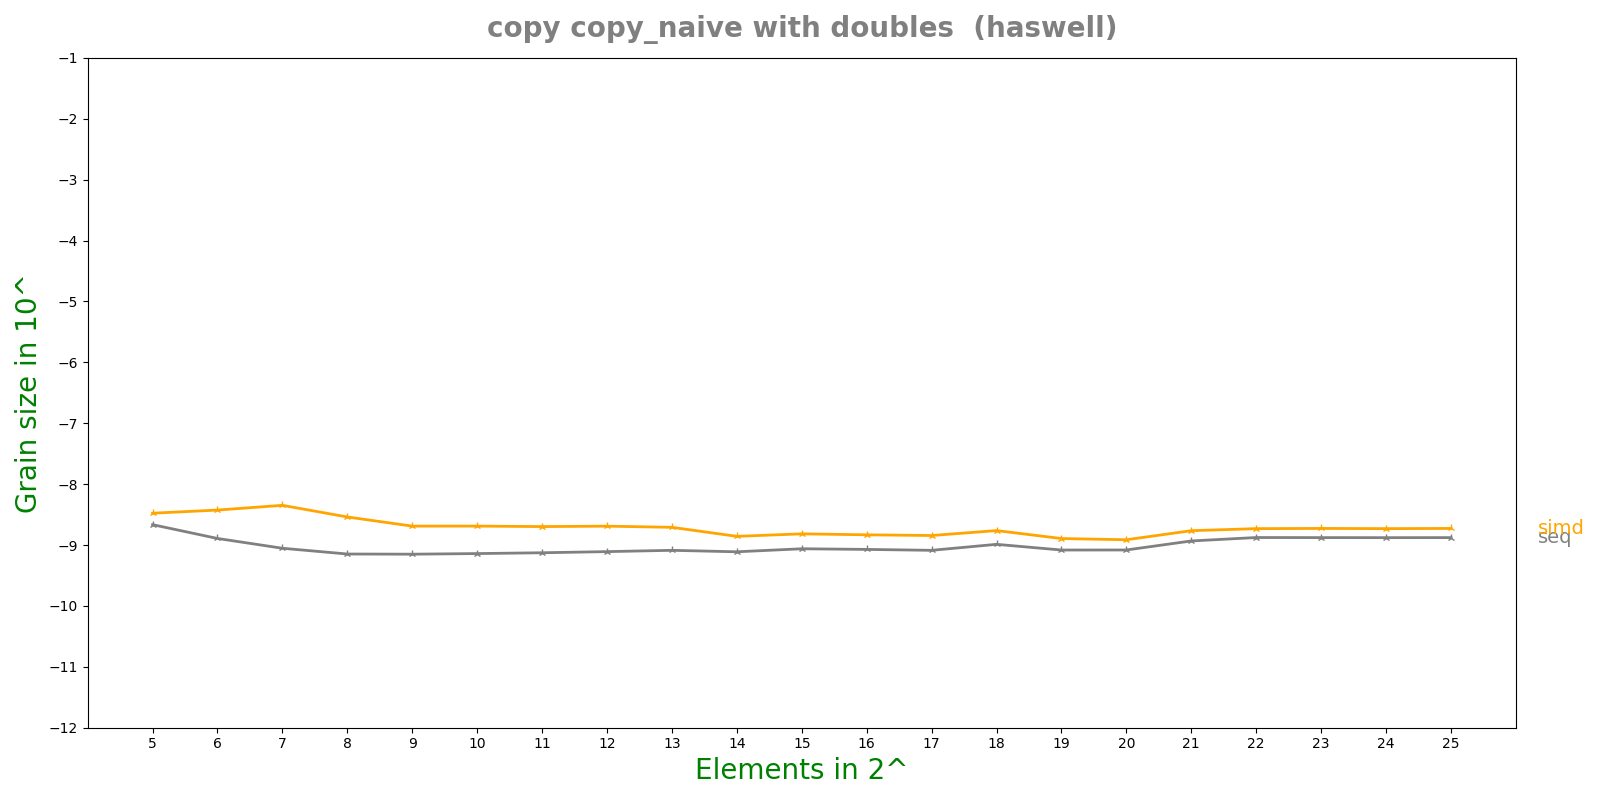 copy copy_naive with doubles  (haswell)
Grain size in 10^
−1
−2
−3
−4
−5
−6
−7
−8
−9
−10
−11
−12
simd
seq
5 6 7 8 9 10 11 12 13 14 15 16 17 18 19 20 21 22 23 24 25
Elements in 2^